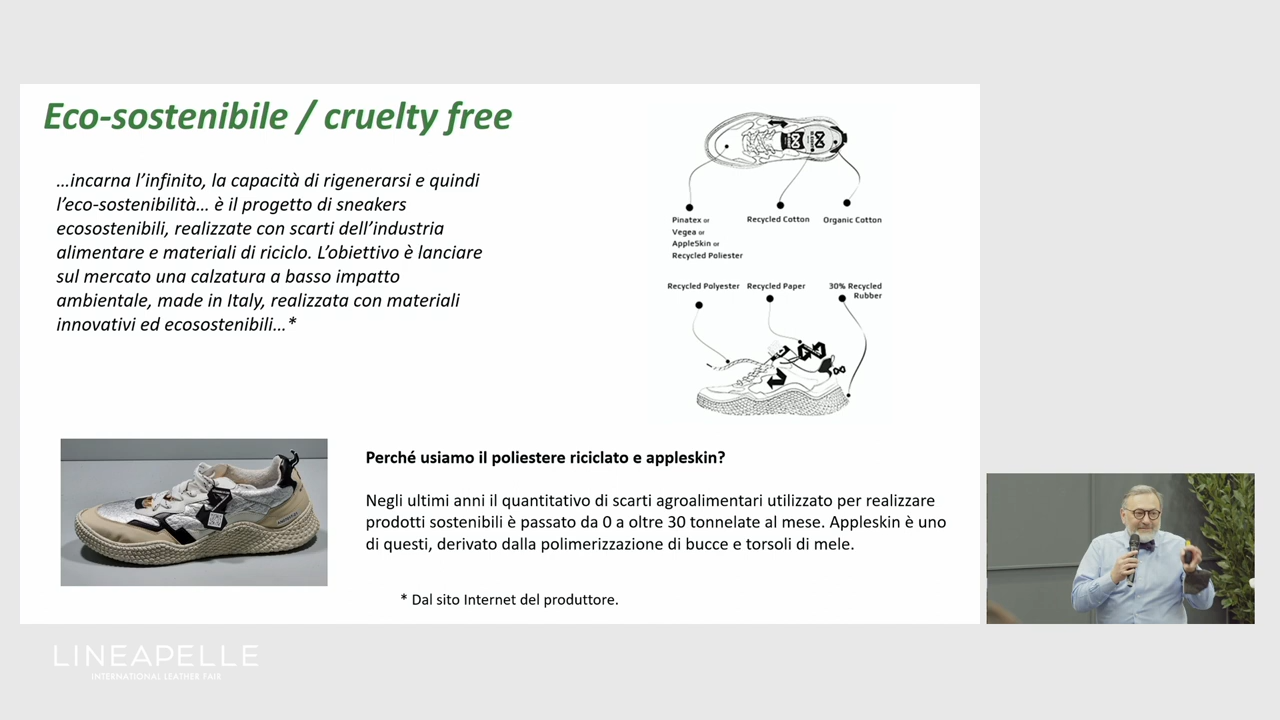 Eco-sostenibile / cruelty free
...incarna l'infinito, la capacità di rigenerarsi e quindi
l'eco-sostenibilità... è il progetto di sneakers
ecosostenibili, realizzate con scarti dell'industria
alimentare e materiali di riciclo. L'obiettivo è lanciare
sul mercato una calzatura a basso impatto
ambientale, made in Italy, realizzata con materiali
innovativi ed ecosostenibili...*
Pinatex or
Vegea or
AppleSkin or
Recycled Poliester
Recycled Cotton
Organic Cotton
Recycled Polyester
Recycled Paper
30% Recycled
Rubber
Perché usiamo il poliestere riciclato e appleskin?
Negli ultimi anni il quantitativo di scarti agroalimentari utilizzato per realizzare
prodotti sostenibili è passato da 0 a oltre 30 tonnelate al mese. Appleskin è uno
di questi, derivato dalla polimerizzazione di bucce e torsoli di mele.
* Dal sito Internet del produttore.
LINEAPELLE
INTERNATIONAL LEATHER FAIR